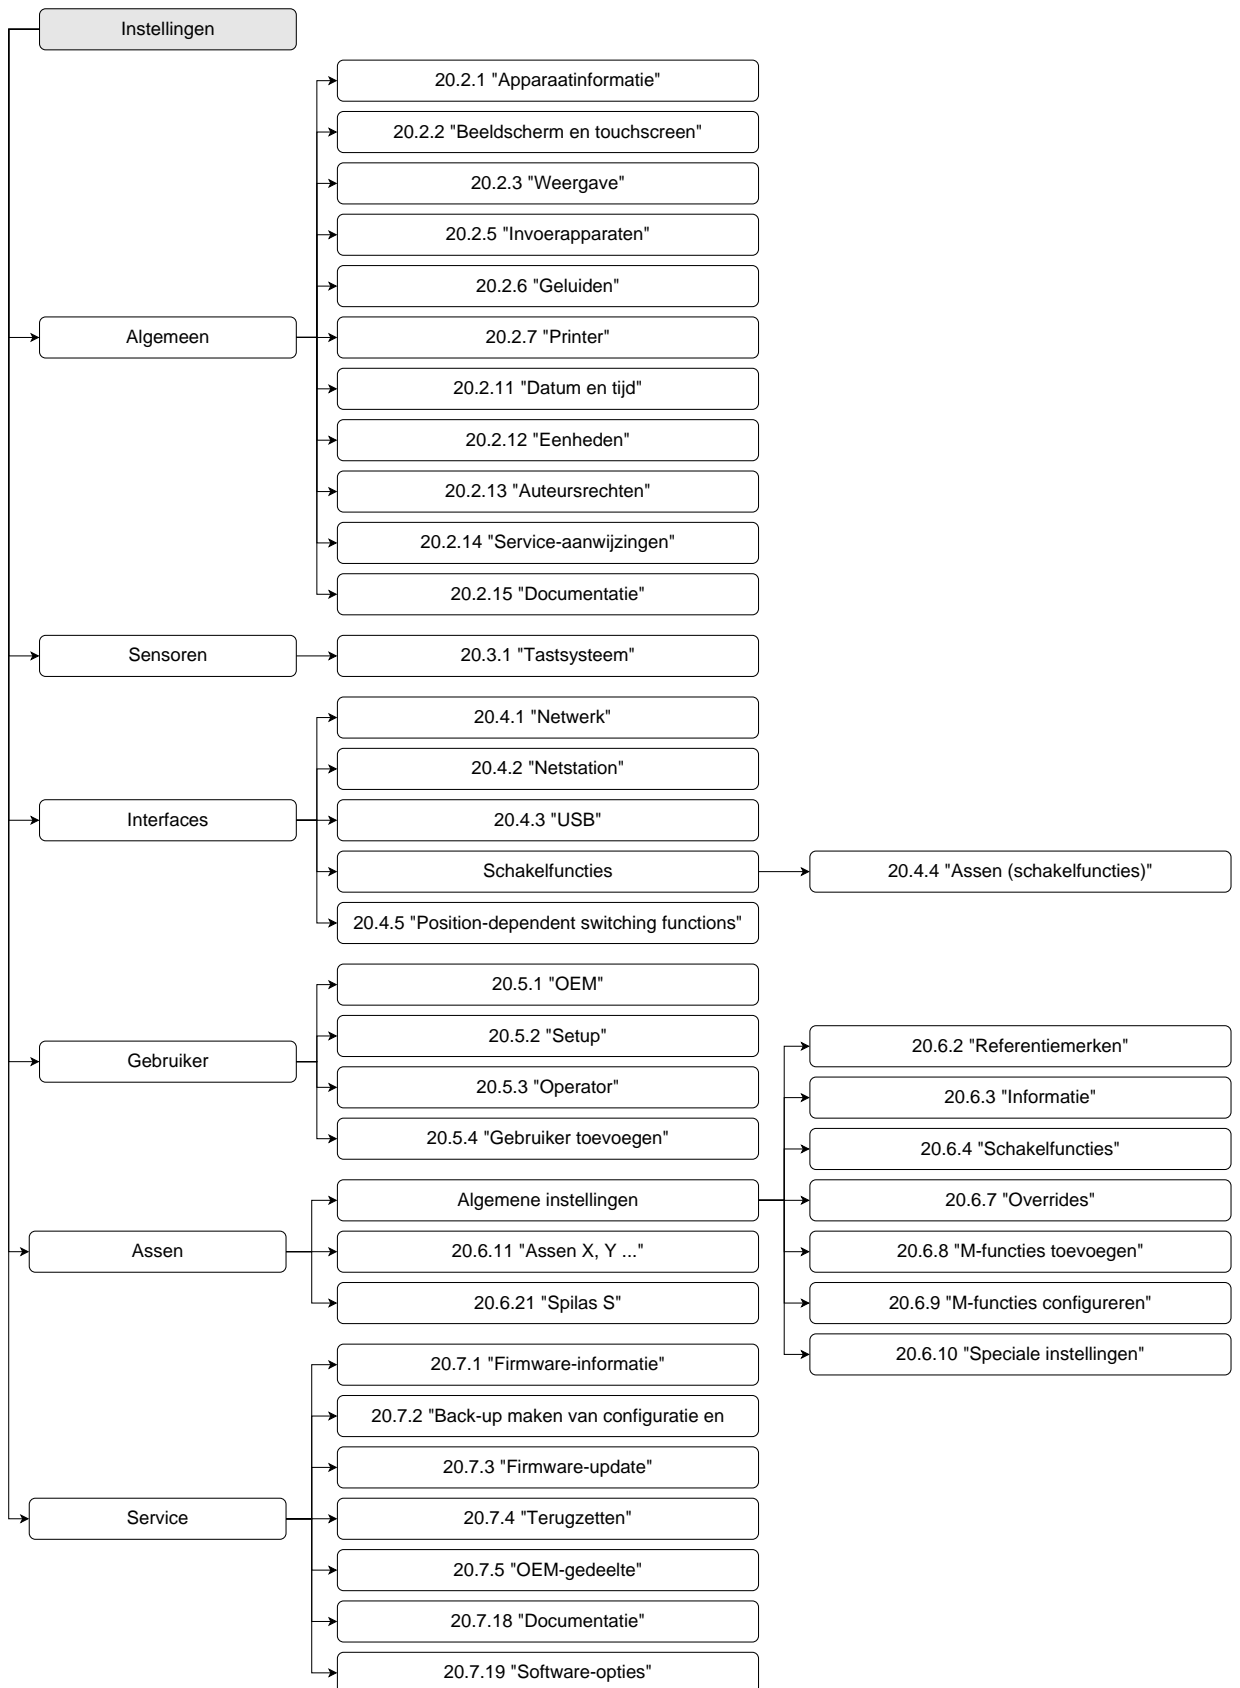 Instellingen
20.2.1 "Apparaatinformatie"
20.2.2 "Beeldscherm en touchscreen"
20.2.3 "Weergave"
20.2.5 "Invoerapparaten"
20.2.6 "Geluiden"
Algemeen
20.2.7 "Printer"
20.2.11 "Datum en tijd"
20.2.12 "Eenheden"
20.2.13 "Auteursrechten"
20.2.14 "Service-aanwijzingen"
20.2.15 "Documentatie"
Sensoren
20.3.1 "Tastsysteem"
20.4.1 "Netwerk"
20.4.2 "Netstation"
Interfaces
20.4.3 "USB"
Schakelfuncties
20.4.4 "Assen (schakelfuncties)"
20.4.5 "Position-dependent switching functions"
20.5.1 "OEM"
20.5.2 "Setup"
Gebruiker
20.5.3 "Operator"
20.5.4 "Gebruiker toevoegen"
20.6.2 "Referentiemerken"
20.6.3 "Informatie"
20.6.4 "Schakelfuncties"
Algemene instellingen
20.6.7 "Overrides"
Assen
20.6.11 "Assen X, Y ..."
20.6.8 "M-functies toevoegen"
20.6.21 "Spilas S"
20.6.9 "M-functies configureren"
20.6.10 "Speciale instellingen"
20.7.1 "Firmware-informatie"
20.7.2 "Back-up maken van configuratie en
20.7.3 "Firmware-update"
Service
20.7.4 "Terugzetten"
20.7.5 "OEM-gedeelte"
20.7.18 "Documentatie"
20.7.19 "Software-opties"